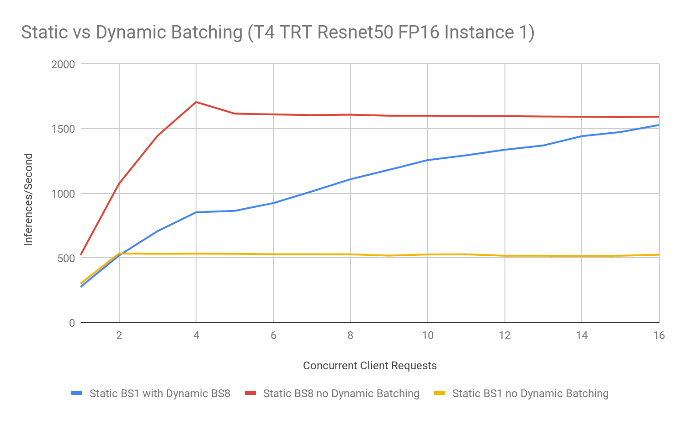 Static vs Dynamic Batching (T4 TRT Resnet50 FP16 Instance 1)
2000
1500
1000
500
0
Inferences/Second
2 4 6 8 10 12 14 16
Concurrent Client Requests
Static BS1 with Dynamic BS8 Static BS8 no Dynamic Batching Static BS1 no Dynamic Batching